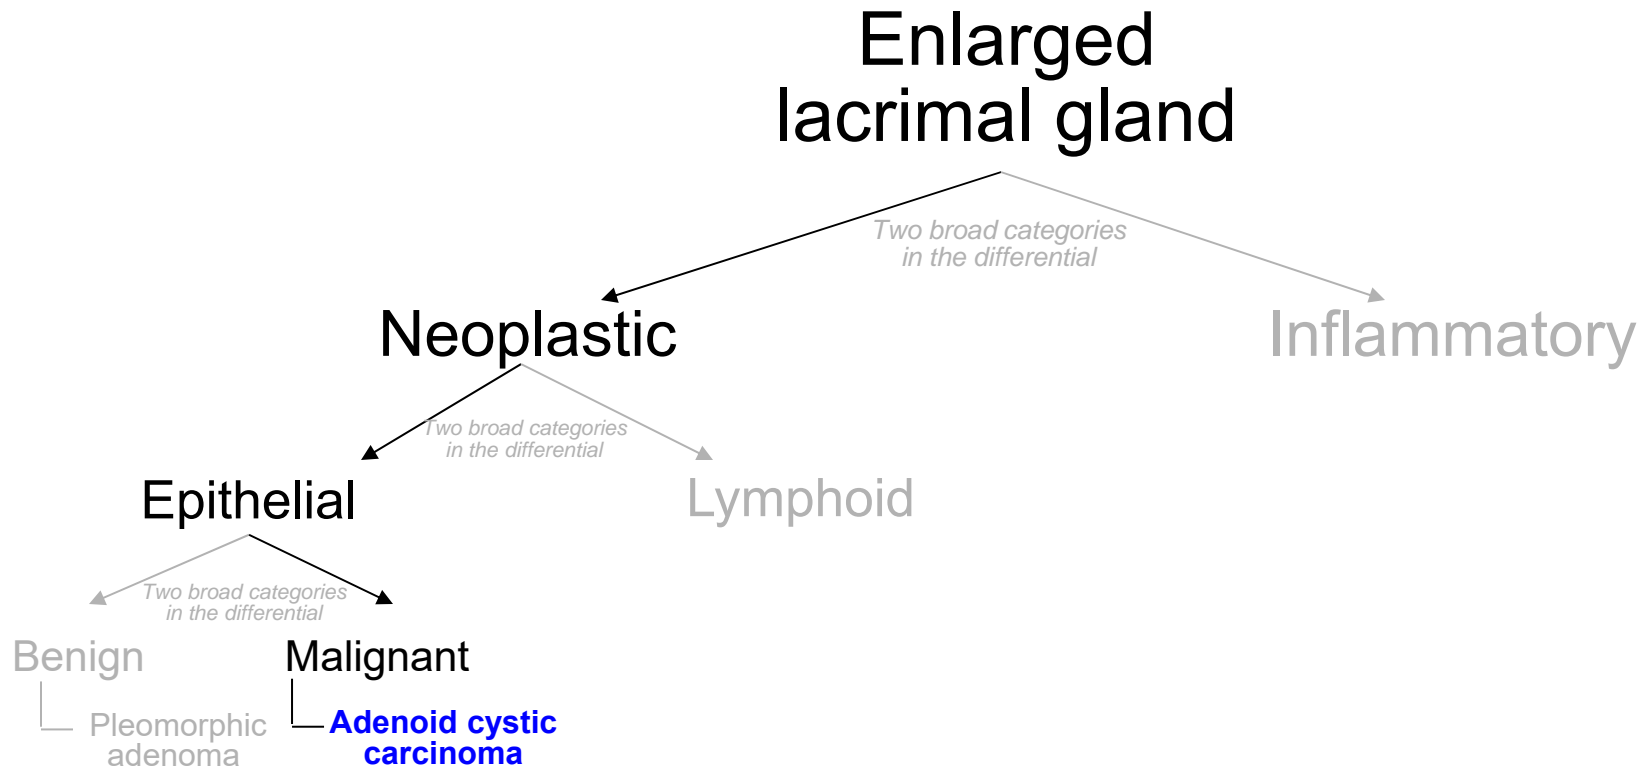 Enlarged
lacrimal gland
Two broad categories
in the differential
Neoplastic
Inflammatory
Two broad categories
in the differential
Epithelial
Lymphoid
Two broad categories
in the differential
Benign
Malignant
Pleomorphic
adenoma
Adenoid cystic
carcinoma